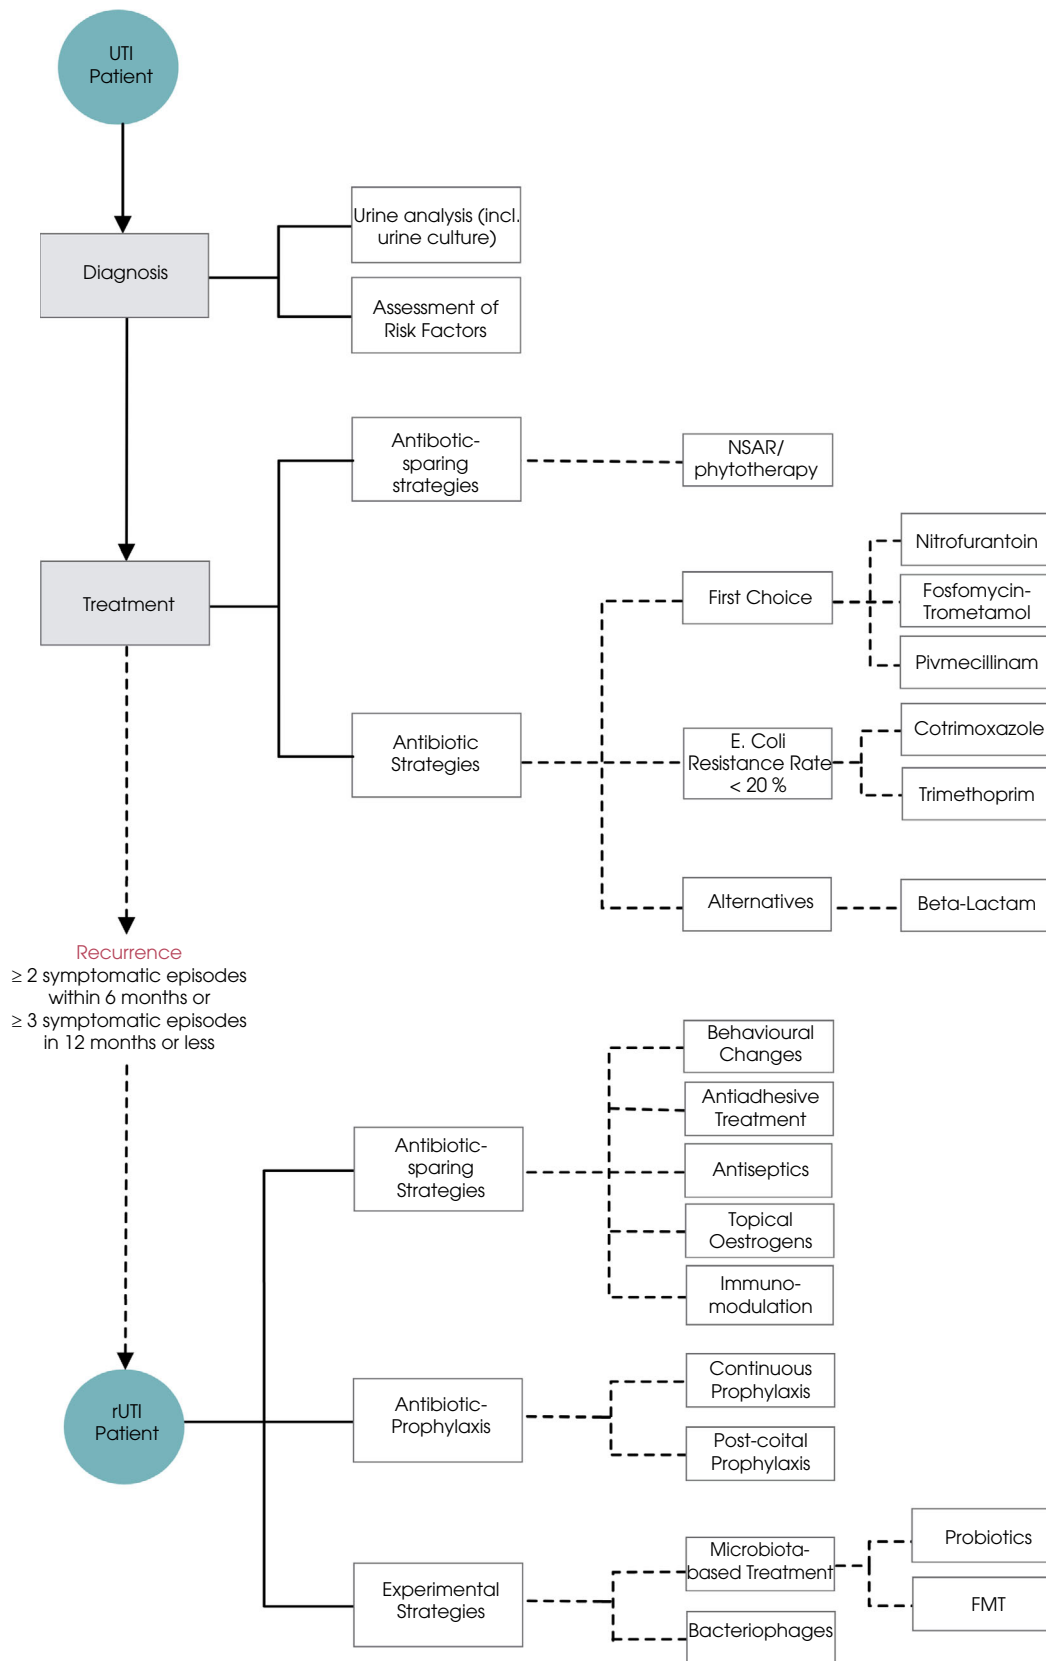 UTI
Patient
Diagnosis
Urine analysis (incl.
urine culture)
Assessment of
Risk Factors
Treatment
Antibotic-
sparing
strategies
NSAR/
phytotherapy
Antibiotic
Strategies
First Choice
Nitrofurantoin
Fosfomycin-
Trometamol
Pivmecillinam
E. Coli
Resistance Rate
< 20 %
Cotrimoxazole
Trimethoprim
Alternatives
Beta-Lactam
Recurrence
≥ 2 symptomatic episodes
within 6 months or
≥ 3 symptomatic episodes
in 12 months or less
rUTI
Patient
Antibiotic-
sparing
Strategies
Behavioural
Changes
Antiadhesive
Treatment
Antiseptics
Topical
Oestrogens
Immuno-
modulation
Antibiotic-
Prophylaxis
Continuous
Prophylaxis
Post-coital
Prophylaxis
Experimental
Strategies
Microbiota-
based Treatment
Probiotics
FMT
Bacteriophages